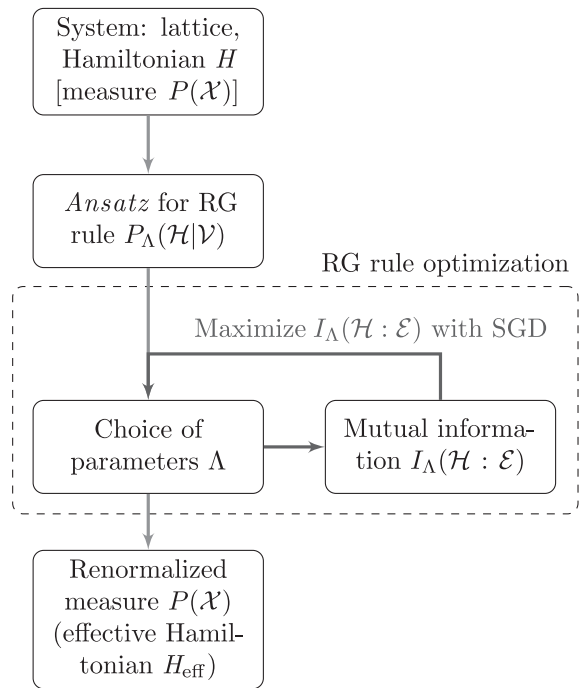 System: lattice,
Hamiltonian H
[measure P(𝒳)]
Ansatz for RG
rule P_Λ(ℋ|𝒱)
RG rule optimization
Maximize I_Λ(ℋ : ℰ) with SGD
Choice of
parameters Λ
Mutual informa-
tion I_Λ(ℋ : ℰ)
Renormalized
measure P(𝒳)
(effective Hamil-
tonian H_eff)